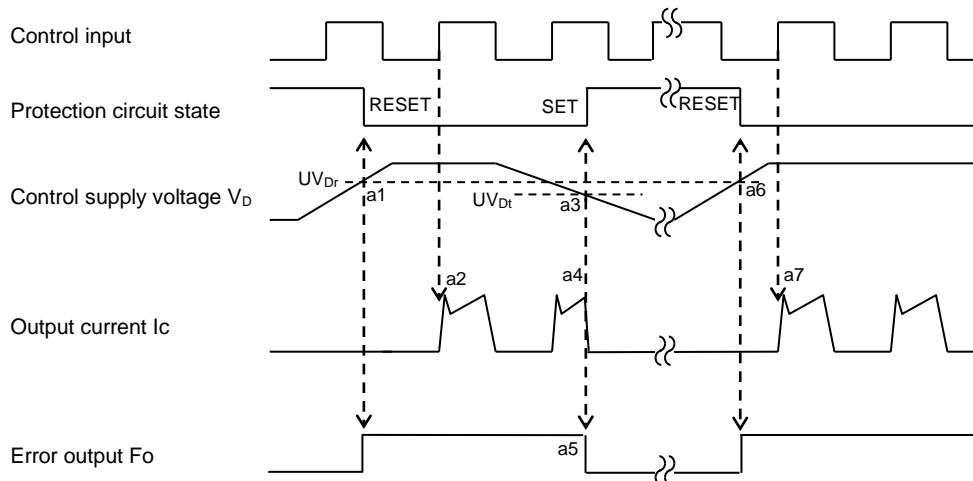 Control input
Protection circuit state
RESET
SET
RESET
Control supply voltage VD
UVDr
a1
UVDt
a3
a6
a2
a4
a7
Output current Ic
Error output Fo
a5